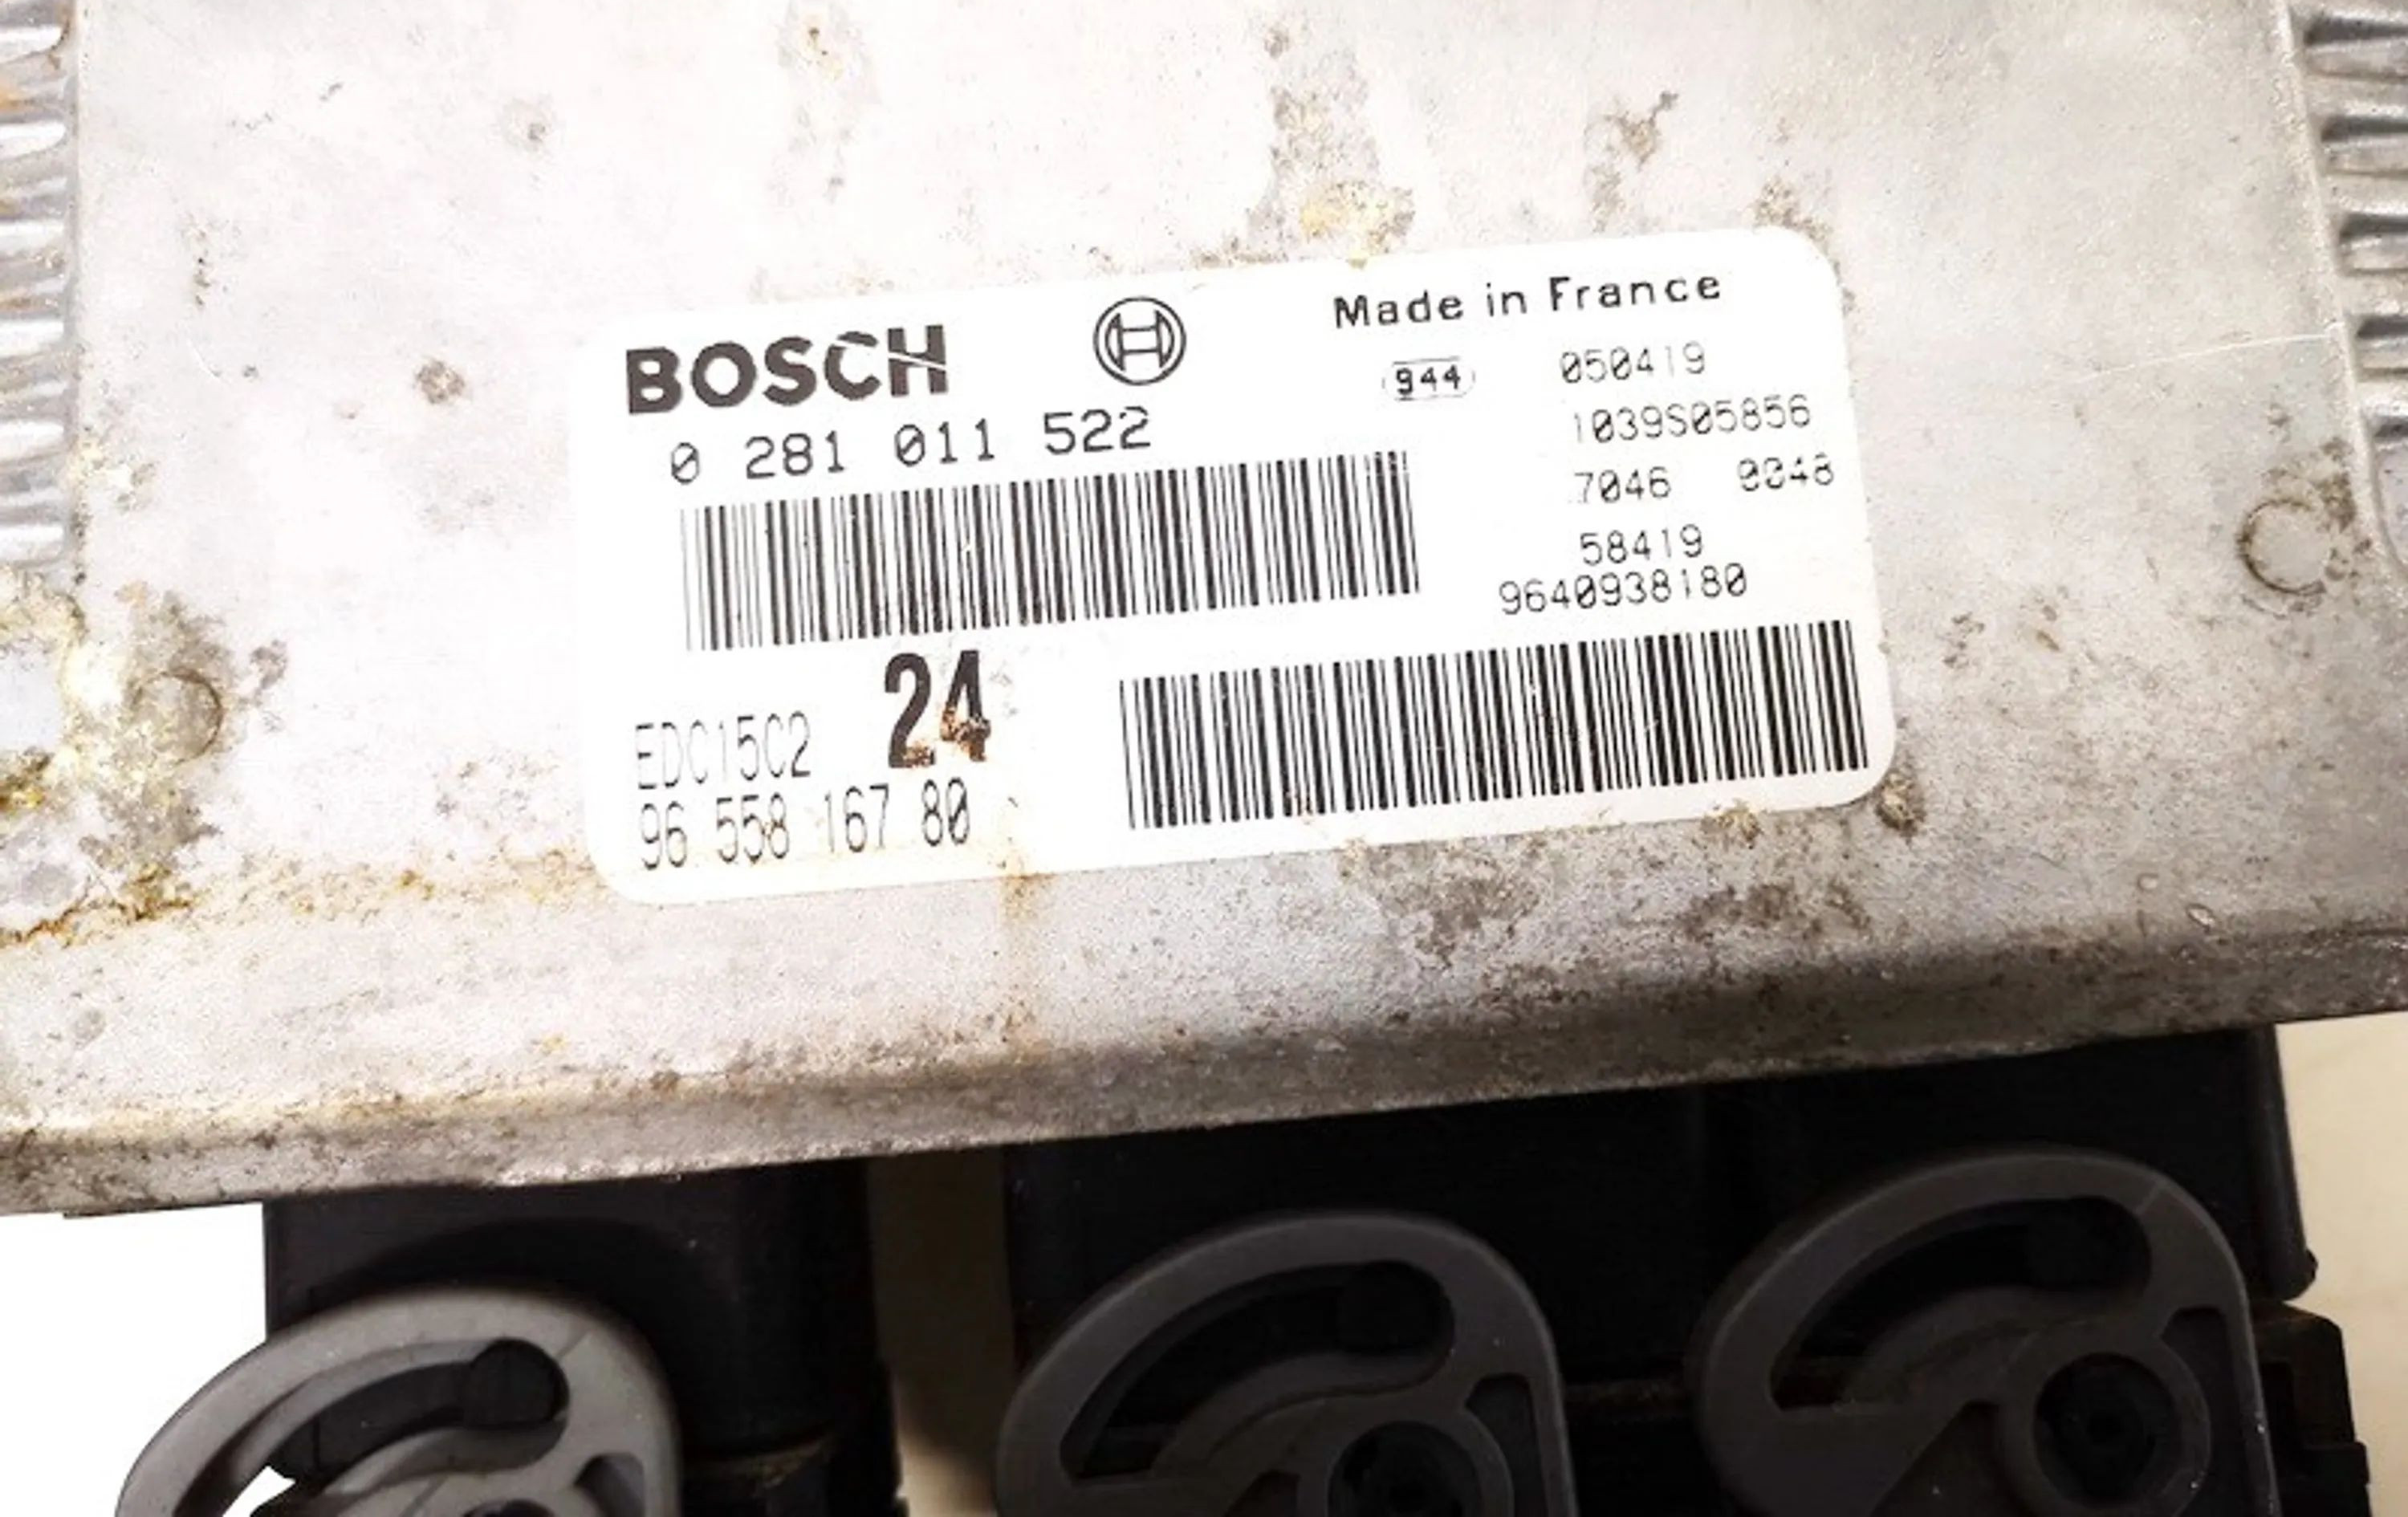 BOSCH
Made in France
944 050419
0 281 011 522
1039S05856
7046
58419
9640938180
24
EDC15C2
96 558 167 80